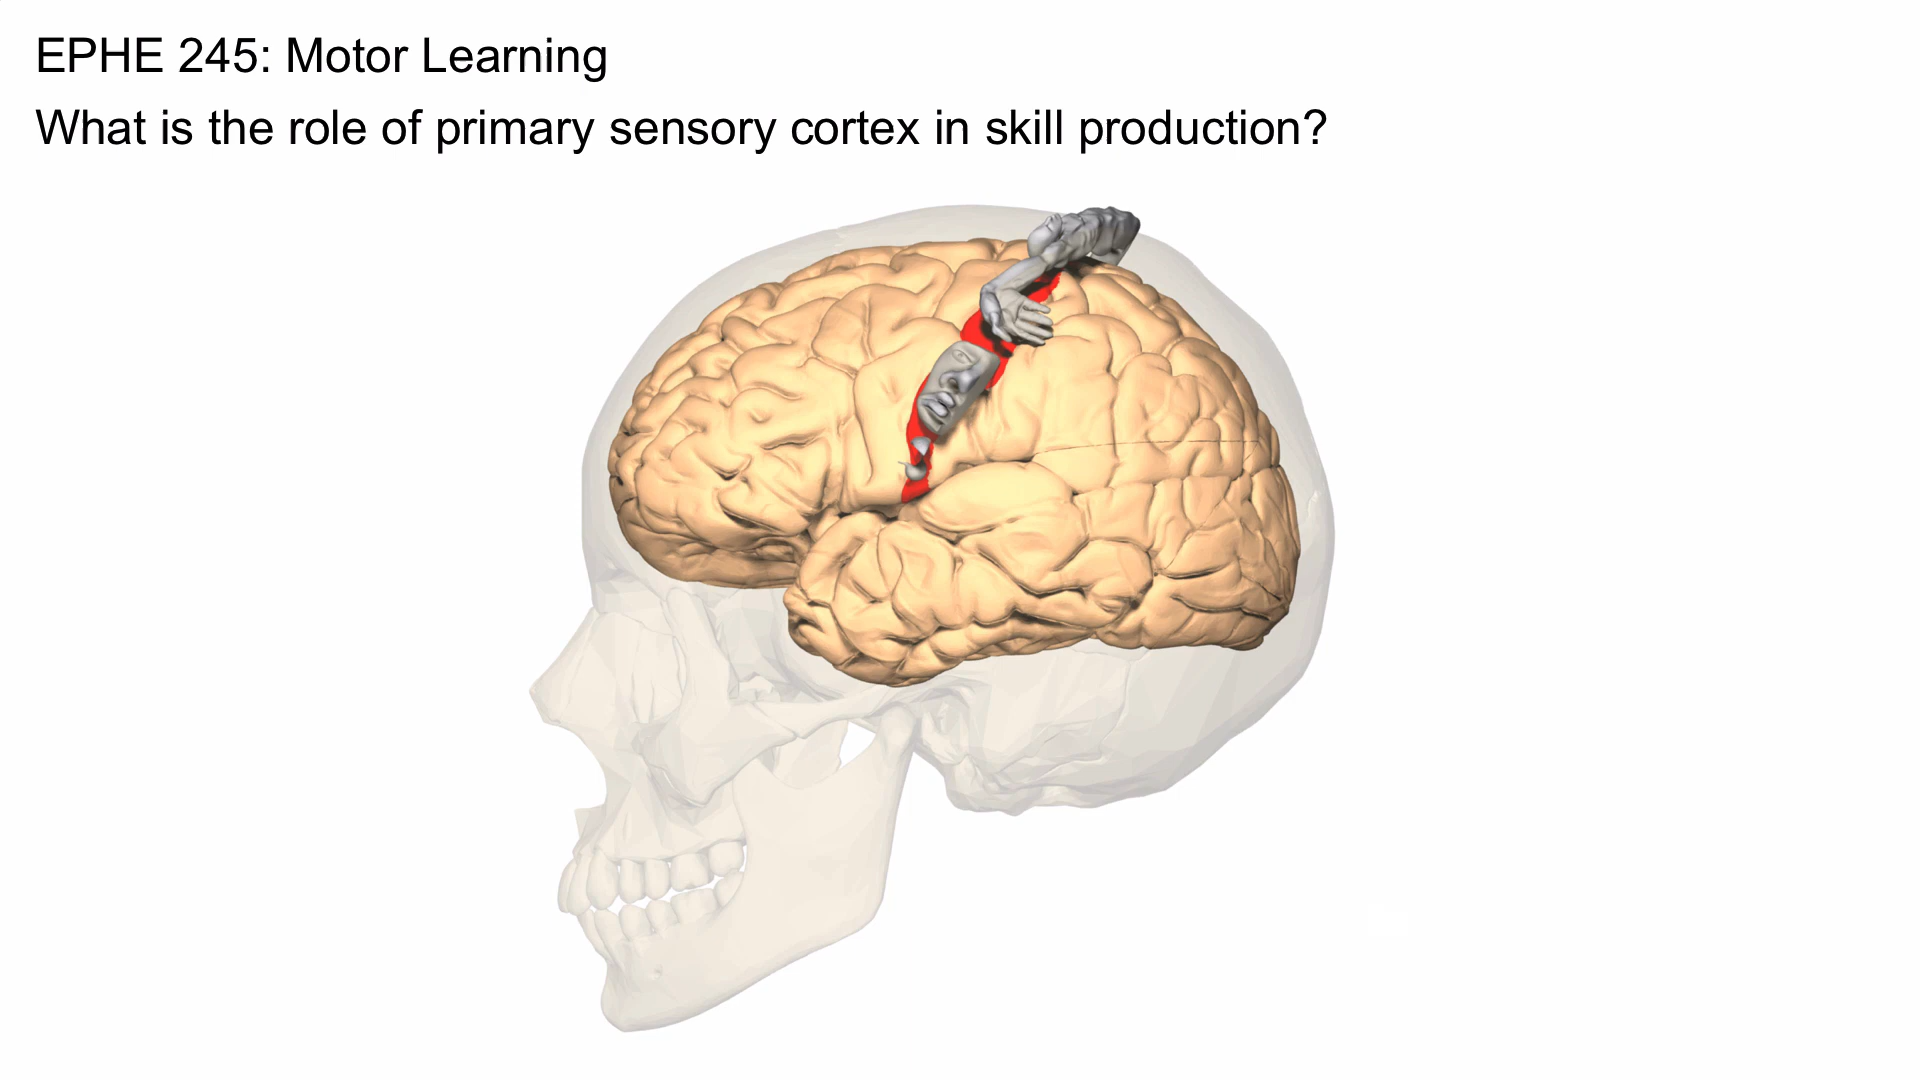 EPHE 245: Motor Learning
What is the role of primary sensory cortex in skill production?